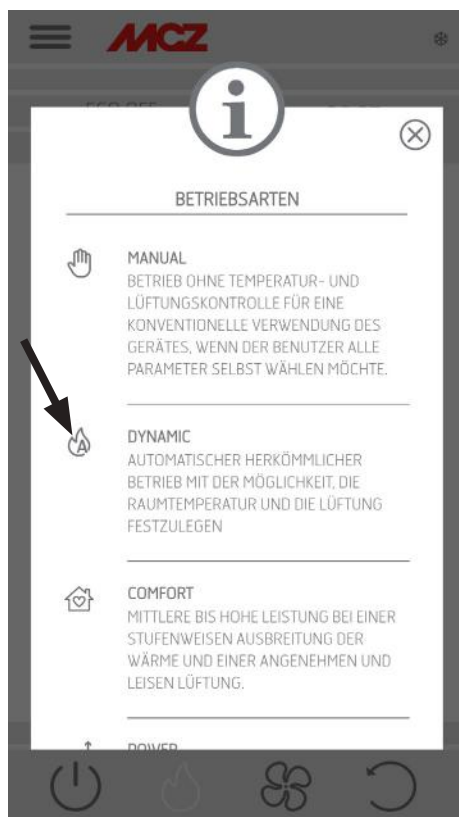 MCZ
BETRIEBSARTEN
MANUAL
BETRIEB OHNE TEMPERATUR- UND
LÜFTUNGSKONTROLLE FÜR EINE
KONVENTIONELLE VERWENDUNG DES
GERÄTES, WENN DER BENUTZER ALLE
PARAMETER SELBST WÄHLEN MÖCHTE.
A
DYNAMIC
AUTOMATISCHER HERKÖMMLICHER
BETRIEB MIT DER MÖGLICHKEIT, DIE
RAUMTEMPERATUR UND DIE LÜFTUNG
FESTZULEGEN
COMFORT
MITTLERE BIS HOHE LEISTUNG BEI EINER
STUFENWEISEN AUSBREITUNG DER
WÄRME UND EINER ANGENEHMEN UND
LEISEN LÜFTUNG.
POWER